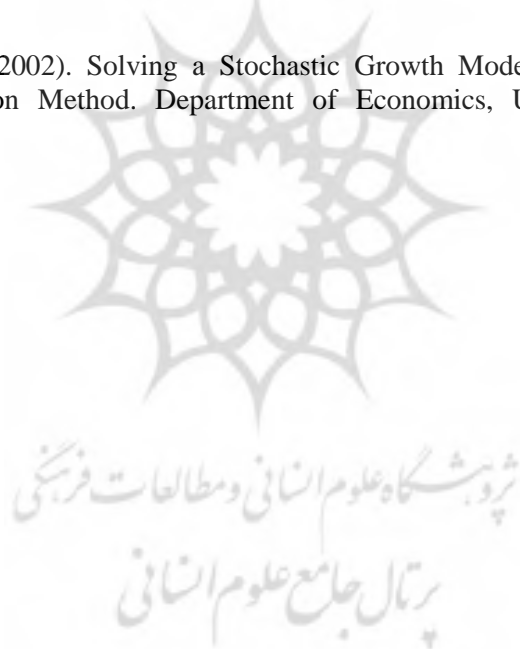 2002). Solving a Stochastic Growth Mode
on Method. Department of Economics, U
پژوهشگاه علوم انسانی و مطالعات فرهنگی
پرتال جامع علوم انسانی